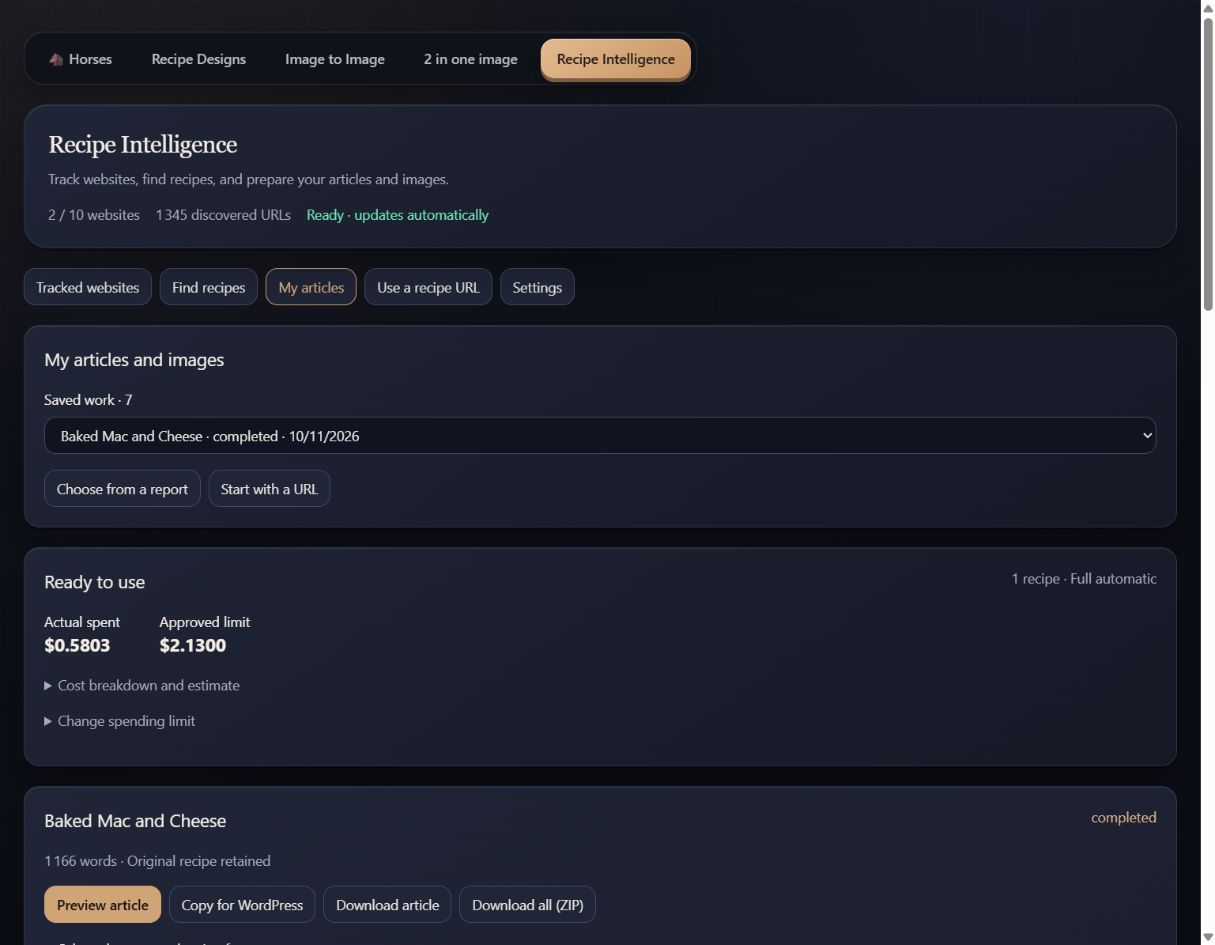 🐴 Horses Recipe Designs Image to Image 2 in one image Recipe Intelligence
Recipe Intelligence
Track websites, find recipes, and prepare your articles and images.
2 / 10 websites 1 345 discovered URLs Ready · updates automatically
Tracked websites Find recipes My articles Use a recipe URL Settings
My articles and images
Saved work · 7
Baked Mac and Cheese · completed · 10/11/2026
Choose from a report Start with a URL
Ready to use 1 recipe · Full automatic
Actual spent Approved limit
$0.5803 $2.1300
▶ Cost breakdown and estimate
▶ Change spending limit
Baked Mac and Cheese completed
1 166 words · Original recipe retained
Preview article Copy for WordPress Download article Download all (ZIP)